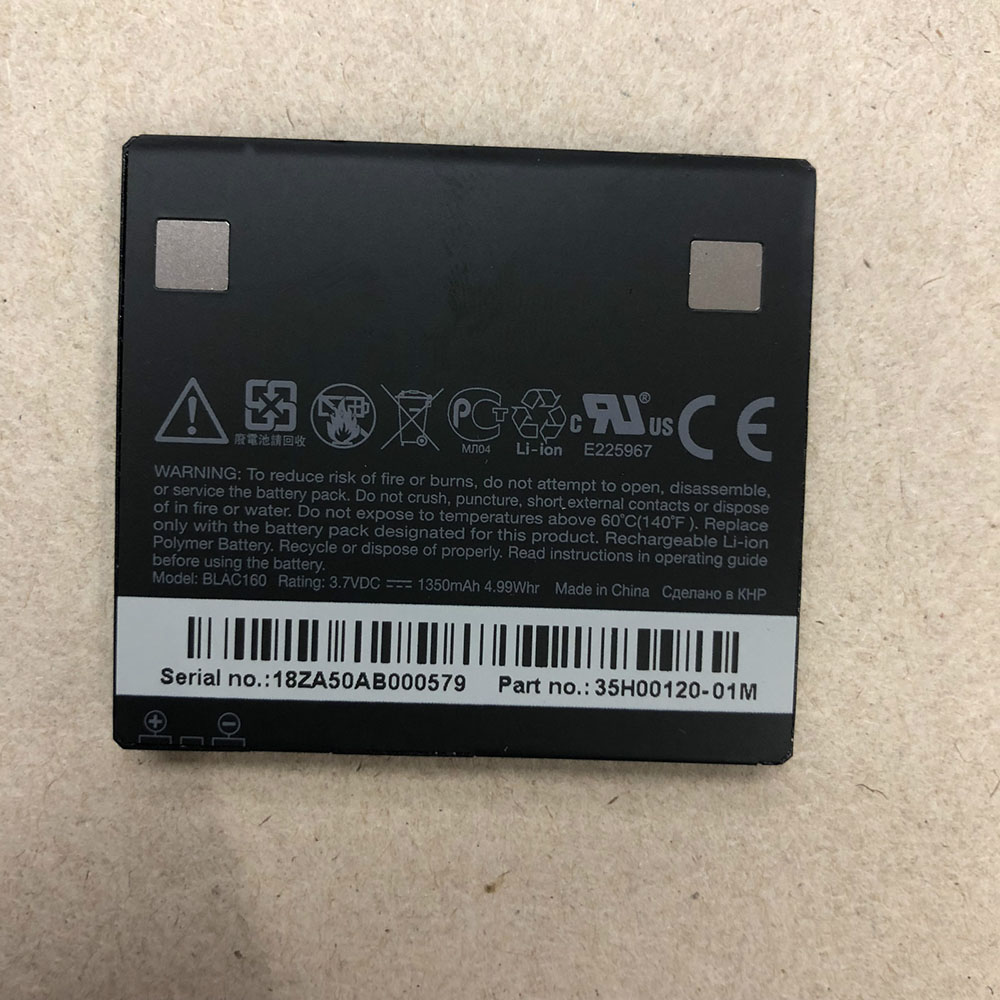 廢電池請回收
РСТ
МЛ04
Li-ion
c UR® US
E225967
CE
WARNING: To reduce risk of fire or burns, do not attempt to open, disassemble,
or service the battery pack. Do not crush, puncture, short external contacts or dispose
of in fire or water. Do not expose to temperatures above 60°C(140°F ). Replace
only with the battery pack designated for this product. Rechargeable Li-ion
Polymer Battery. Recycle or dispose of properly. Read instructions in operating guide
before using the battery.
Model: BLAC160 Rating: 3.7VDC 1350mAh 4.99Whr Made in China Сделано в КНР
Serial no.:18ZA50AB000579 Part no.:35H00120-01M
+ −